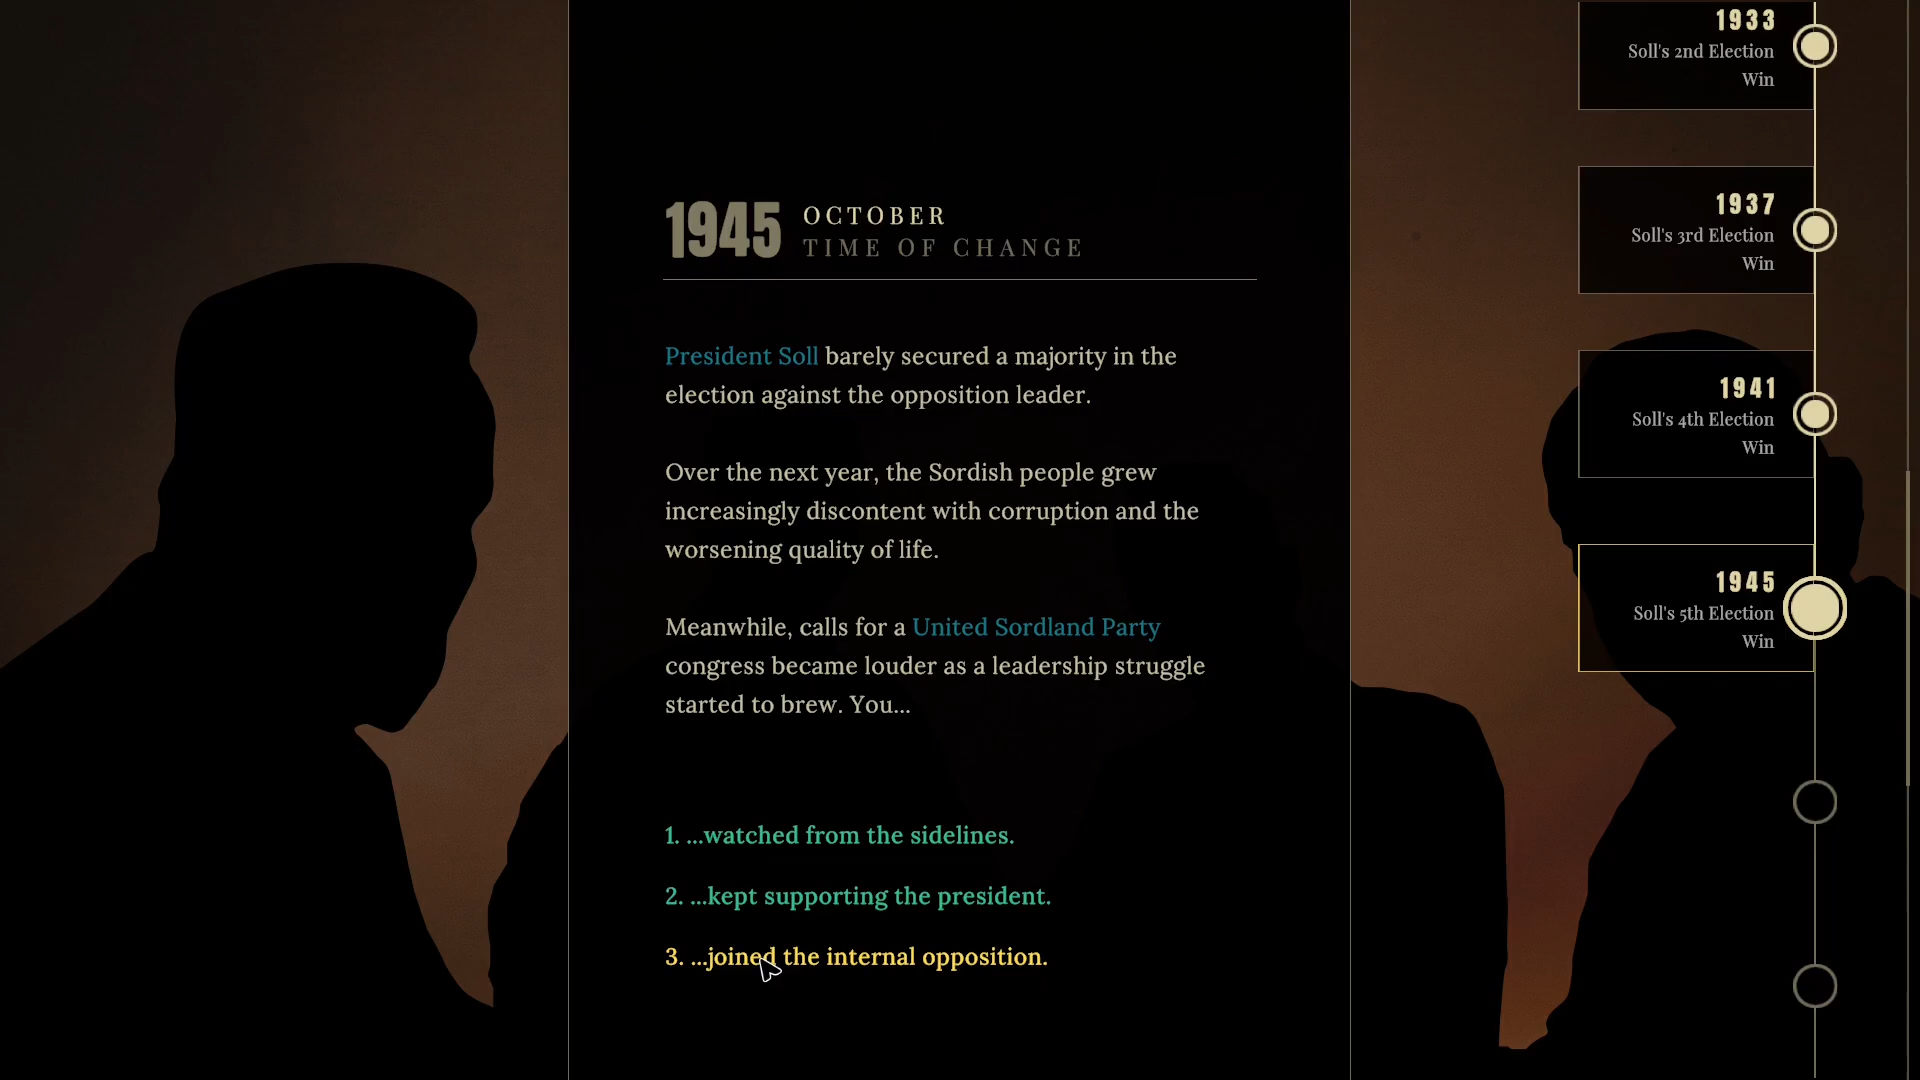 1945
OCTOBER
TIME OF CHANGE
President Soll barely secured a majority in the
election against the opposition leader.
Over the next year, the Sordish people grew
increasingly discontent with corruption and the
worsening quality of life.
Meanwhile, calls for a United Sordland Party
congress became louder as a leadership struggle
started to brew. You...
1. ...watched from the sidelines.
2. ...kept supporting the president.
3. ...joined the internal opposition.
1933
Soll's 2nd Election
Win
1937
Soll's 3rd Election
Win
1941
Soll's 4th Election
Win
1945
Soll's 5th Election
Win